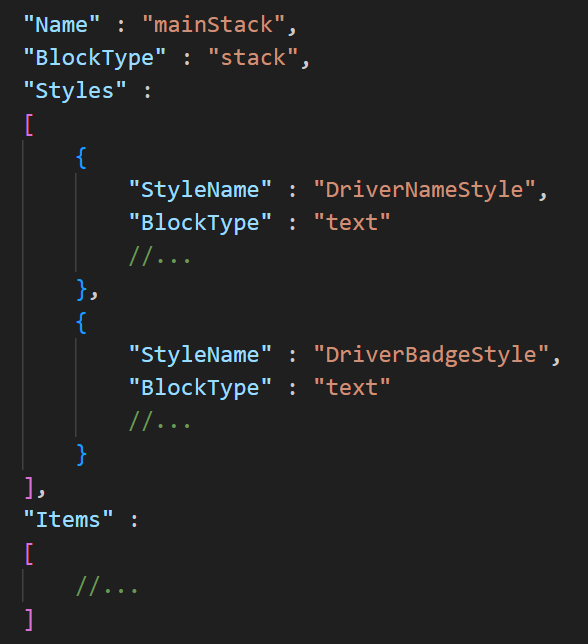 "Name" : "mainStack",
"BlockType" : "stack",
"Styles" :
[
    {
        "StyleName" : "DriverNameStyle",
        "BlockType" : "text"
        //...
    },
    {
        "StyleName" : "DriverBadgeStyle",
        "BlockType" : "text"
        //...
    }
],
"Items" :
[
    //...
]